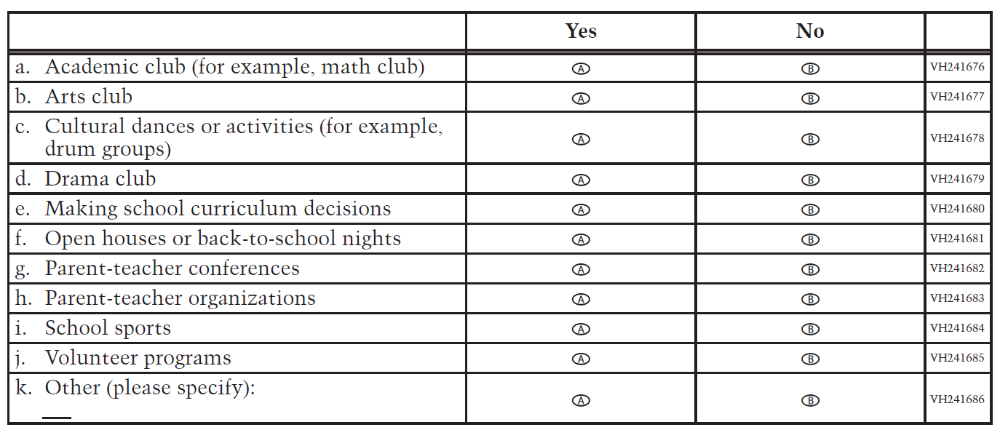 Yes No
a. Academic club (for example, math club) A B VH241676
b. Arts club A B VH241677
c. Cultural dances or activities (for example,
drum groups) A B VH241678
d. Drama club A B VH241679
e. Making school curriculum decisions A B VH241680
f. Open houses or back-to-school nights A B VH241681
g. Parent-teacher conferences A B VH241682
h. Parent-teacher organizations A B VH241683
i. School sports A B VH241684
j. Volunteer programs A B VH241685
k. Other (please specify): A B VH241686